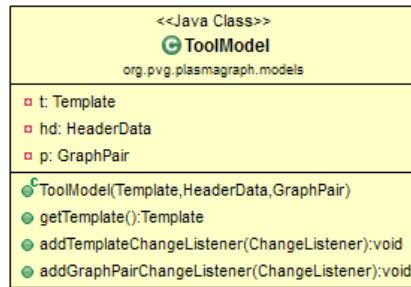 <<Java Class>>
C ToolModel
org.pvg.plasmagraph.models
t: Template
hd: HeaderData
p: GraphPair
C ToolModel(Template,HeaderData,GraphPair)
getTemplate():Template
addTemplateChangeListener(ChangeListener):void
addGraphPairChangeListener(ChangeListener):void